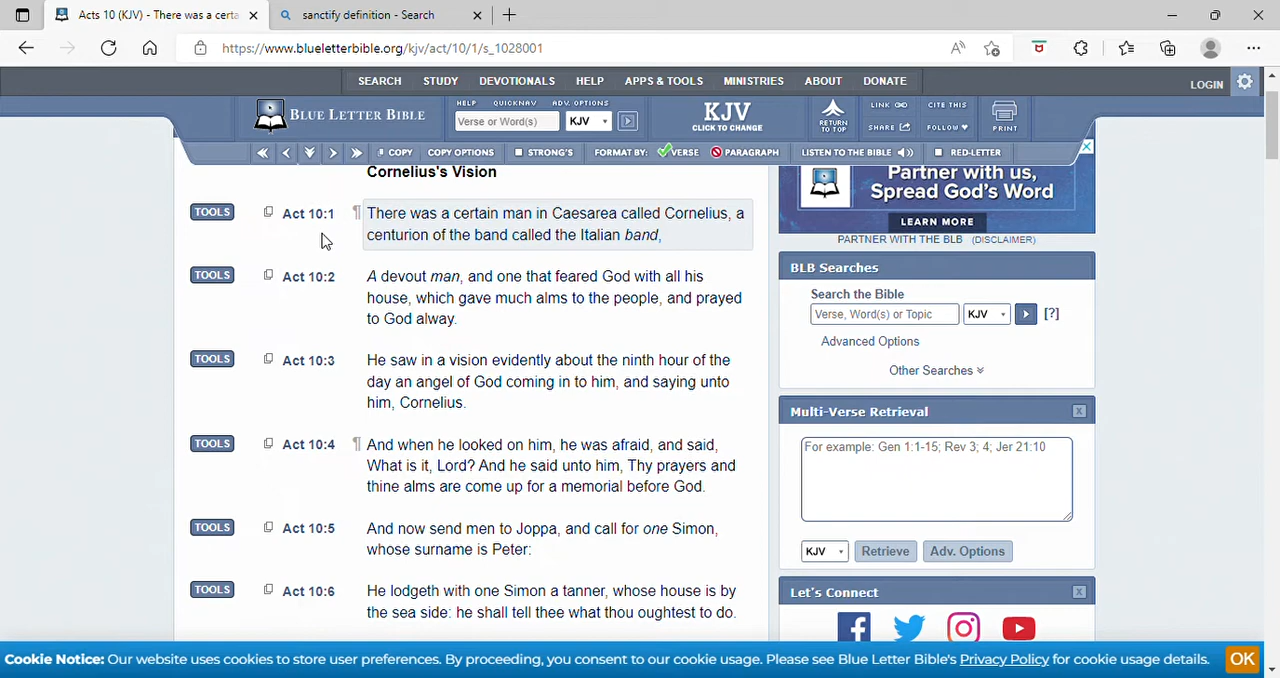 Acts 10 (KJV) - There was a certa
sanctify definition - Search
https://www.blueletterbible.org/kjv/act/10/1/s_1028001
SEARCH STUDY DEVOTIONALS HELP APPS & TOOLS MINISTRIES ABOUT DONATE
LOGIN
BLUE LETTER BIBLE
HELP QUICKNAV ADV. OPTIONS
Verse or Word(s) KJV
KJV
CLICK TO CHANGE
RETURN
TO TOP
LINK CITE THIS
SHARE FOLLOW
PRINT
COPY COPY OPTIONS STRONG'S FORMAT BY: VERSE PARAGRAPH LISTEN TO THE BIBLE RED-LETTER
Cornelius's Vision
TOOLS Act 10:1 ¶ There was a certain man in Caesarea called Cornelius, a
centurion of the band called the Italian band,
TOOLS Act 10:2 A devout man, and one that feared God with all his
house, which gave much alms to the people, and prayed
to God alway.
TOOLS Act 10:3 He saw in a vision evidently about the ninth hour of the
day an angel of God coming in to him, and saying unto
him, Cornelius.
TOOLS Act 10:4 ¶ And when he looked on him, he was afraid, and said,
What is it, Lord? And he said unto him, Thy prayers and
thine alms are come up for a memorial before God.
TOOLS Act 10:5 And now send men to Joppa, and call for one Simon,
whose surname is Peter:
TOOLS Act 10:6 He lodgeth with one Simon a tanner, whose house is by
the sea side: he shall tell thee what thou oughtest to do.
Partner with us,
Spread God's Word
LEARN MORE
PARTNER WITH THE BLB (DISCLAIMER)
BLB Searches
Search the Bible
Verse, Word(s) or Topic KJV [?]
Advanced Options
Other Searches
Multi-Verse Retrieval X
For example: Gen 1:1-15; Rev 3; 4; Jer 21:10
KJV Retrieve Adv. Options
Let's Connect X
Cookie Notice: Our website uses cookies to store user preferences. By proceeding, you consent to our cookie usage. Please see Blue Letter Bible's Privacy Policy for cookie usage details. OK